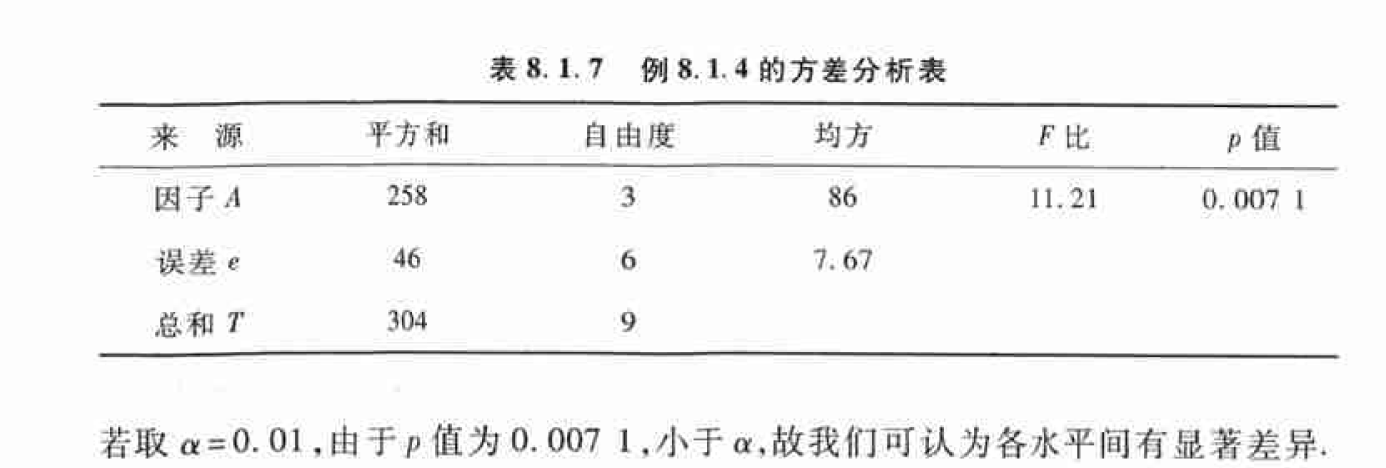 表 8.1.7 例 8.1.4 的方差分析表
来 源 平方和 自由度 均方 F 比 p 值
因子 A 258 3 86 11.21 0.007 1
误差 e 46 6 7.67
总和 T 304 9
若取 α=0.01,由于 p 值为 0.007 1,小于 α,故我们可认为各水平间有显著差异.